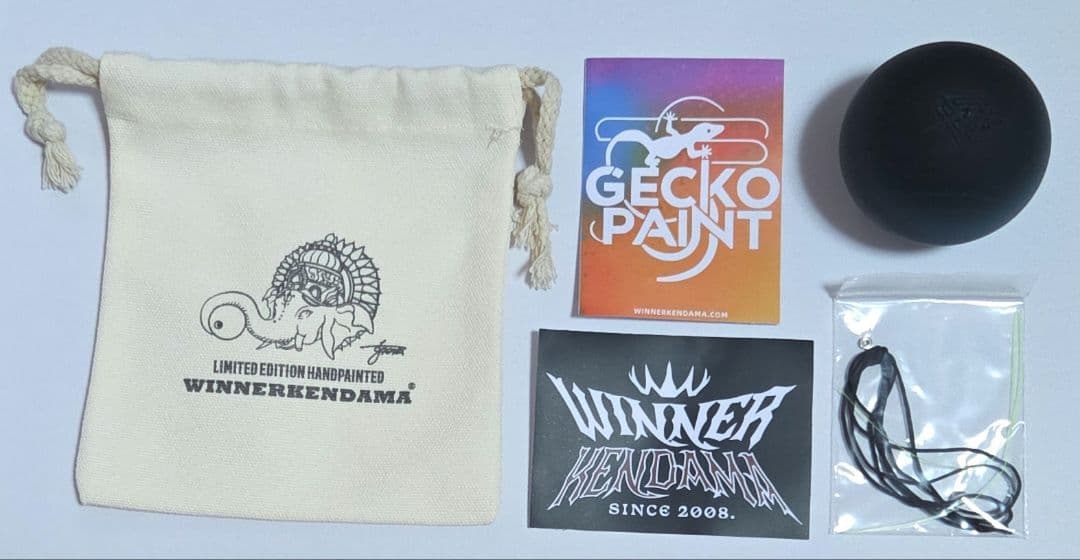 LIMITED EDITION HANDPAINTED
WINNERKENDAMA®
GECKO
PAINT
WINNERKENDAMA.COM
WINNER
KENDAMA
SINCE 2008.